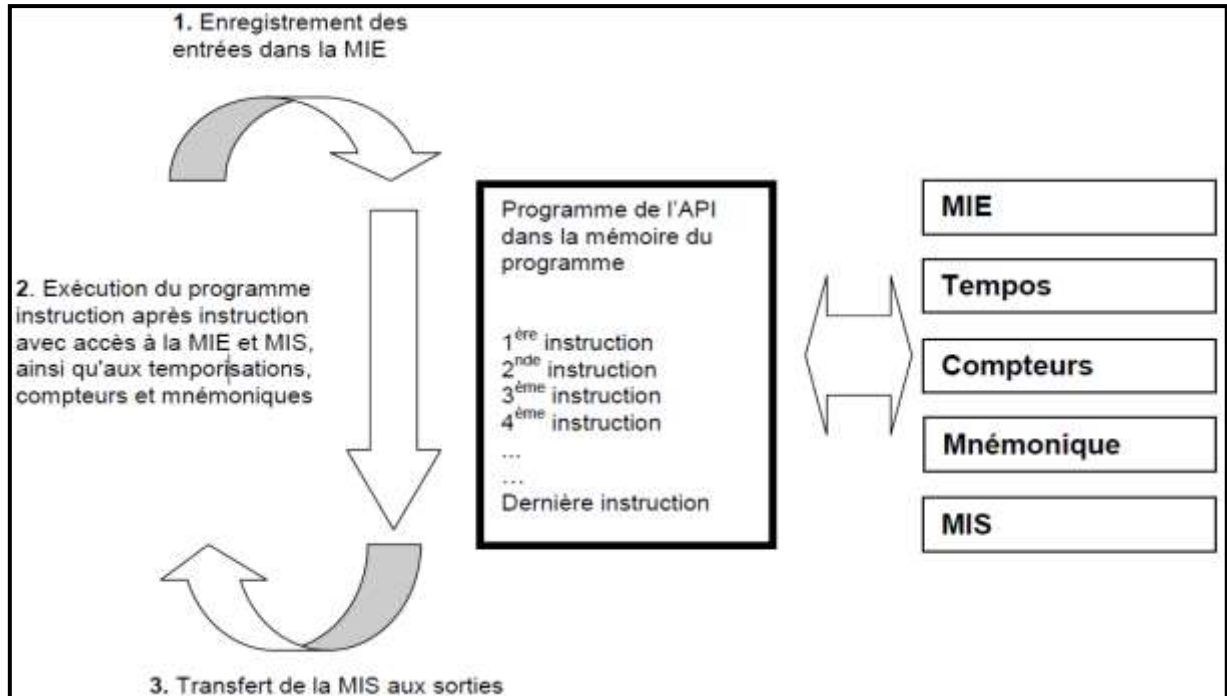 1. Enregistrement des
entrées dans la MIE
2. Exécution du programme
instruction après instruction
avec accès à la MIE et MIS,
ainsi qu'aux temporisations,
compteurs et mnémoniques
3. Transfert de la MIS aux sorties
Programme de l'API
dans la mémoire du
programme
1ère instruction
2nde instruction
3ème instruction
4ème instruction
...
...
Dernière instruction
MIE
Tempos
Compteurs
Mnémonique
MIS